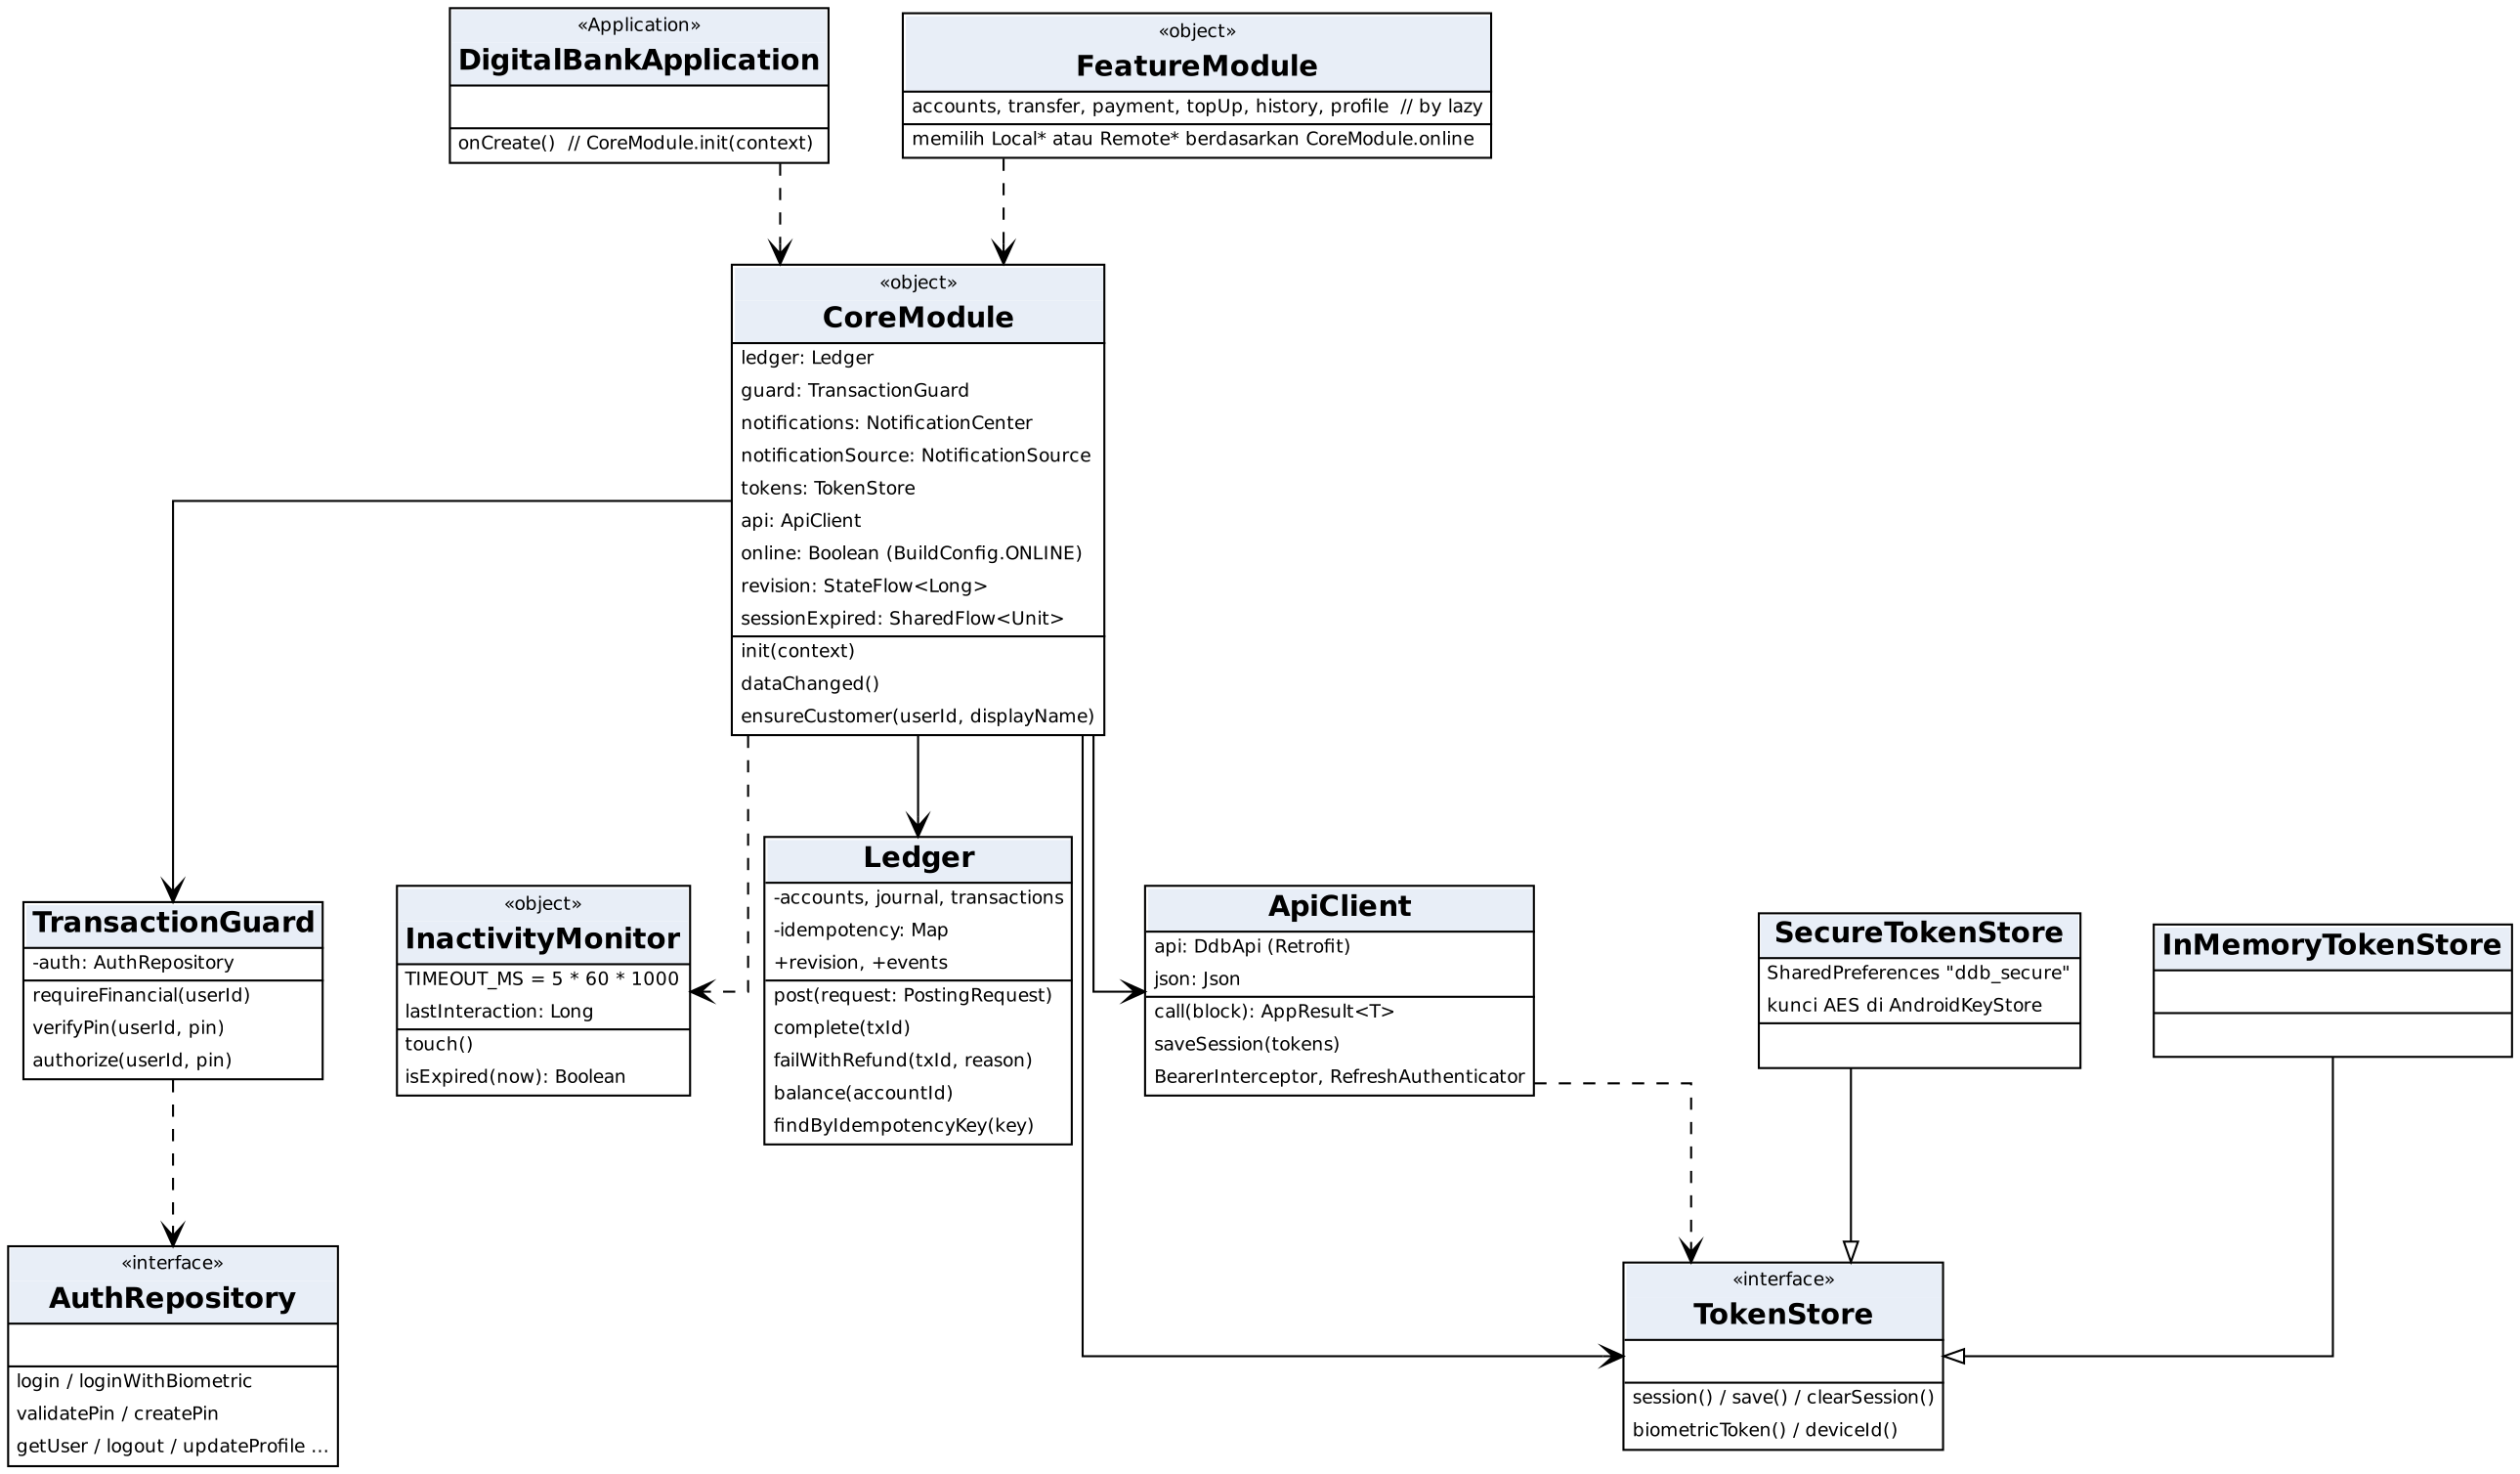 «Application»
DigitalBankApplication
onCreate()  // CoreModule.init(context)
«object»
FeatureModule
accounts, transfer, payment, topUp, history, profile  // by lazy
memilih Local* atau Remote* berdasarkan CoreModule.online
«object»
CoreModule
ledger: Ledger
guard: TransactionGuard
notifications: NotificationCenter
notificationSource: NotificationSource
tokens: TokenStore
api: ApiClient
online: Boolean (BuildConfig.ONLINE)
revision: StateFlow<Long>
sessionExpired: SharedFlow<Unit>
init(context)
dataChanged()
ensureCustomer(userId, displayName)
TransactionGuard
-auth: AuthRepository
requireFinancial(userId)
verifyPin(userId, pin)
authorize(userId, pin)
«object»
InactivityMonitor
TIMEOUT_MS = 5 * 60 * 1000
lastInteraction: Long
touch()
isExpired(now): Boolean
Ledger
-accounts, journal, transactions
-idempotency: Map
+revision, +events
post(request: PostingRequest)
complete(txId)
failWithRefund(txId, reason)
balance(accountId)
findByIdempotencyKey(key)
ApiClient
api: DdbApi (Retrofit)
json: Json
call(block): AppResult<T>
saveSession(tokens)
BearerInterceptor, RefreshAuthenticator
SecureTokenStore
SharedPreferences "ddb_secure"
kunci AES di AndroidKeyStore
InMemoryTokenStore
«interface»
AuthRepository
login / loginWithBiometric
validatePin / createPin
getUser / logout / updateProfile ...
«interface»
TokenStore
session() / save() / clearSession()
biometricToken() / deviceId()